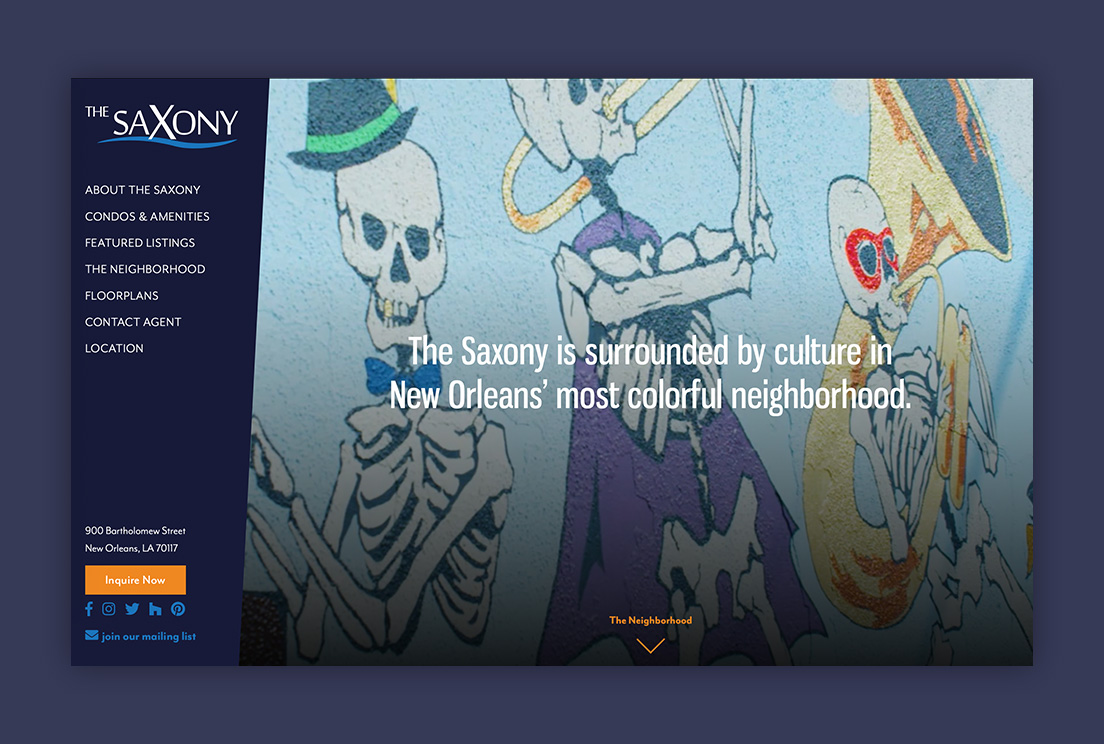 THE SAXONY
ABOUT THE SAXONY
CONDOS & AMENITIES
FEATURED LISTINGS
THE NEIGHBORHOOD
FLOORPLANS
CONTACT AGENT
LOCATION
900 Bartholomew Street
New Orleans, LA 70117
Inquire Now
join our mailing list
The Saxony is surrounded by culture in
New Orleans’ most colorful neighborhood.
The Neighborhood